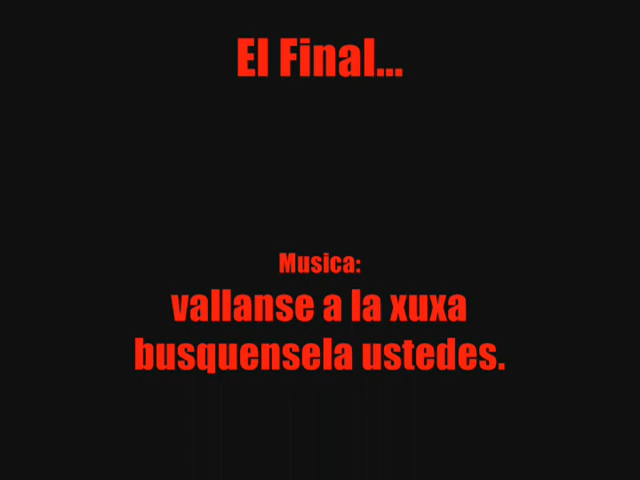 El Final...
Musica:
vallanse a la xuxa
busquensela ustedes.